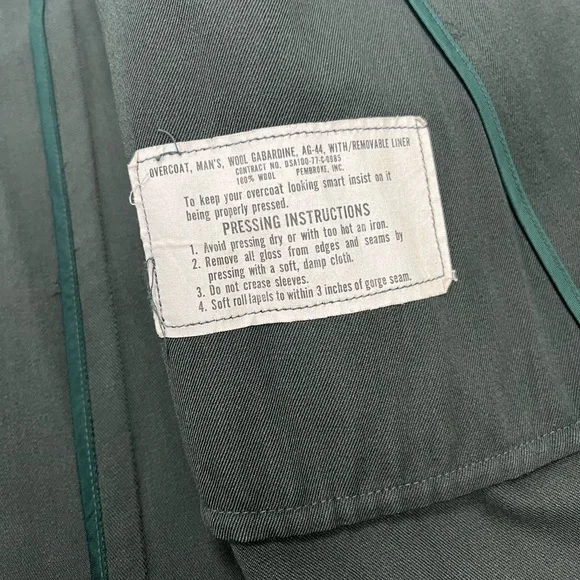 OVERCOAT, MAN'S, WOOL GABARDINE, AG-44, WITH/REMOVABLE LINER
CONTRACT NO. DSA100-77-C-0985
100% WOOL PEMBROKE, INC.
To keep your overcoat looking smart insist on it
being properly pressed.
PRESSING INSTRUCTIONS
1. Avoid pressing dry or with too hot an iron.
2. Remove all gloss from edges and seams by
pressing with a soft, damp cloth.
3. Do not crease sleeves.
4. Soft roll lapels to within 3 inches of gorge seam.